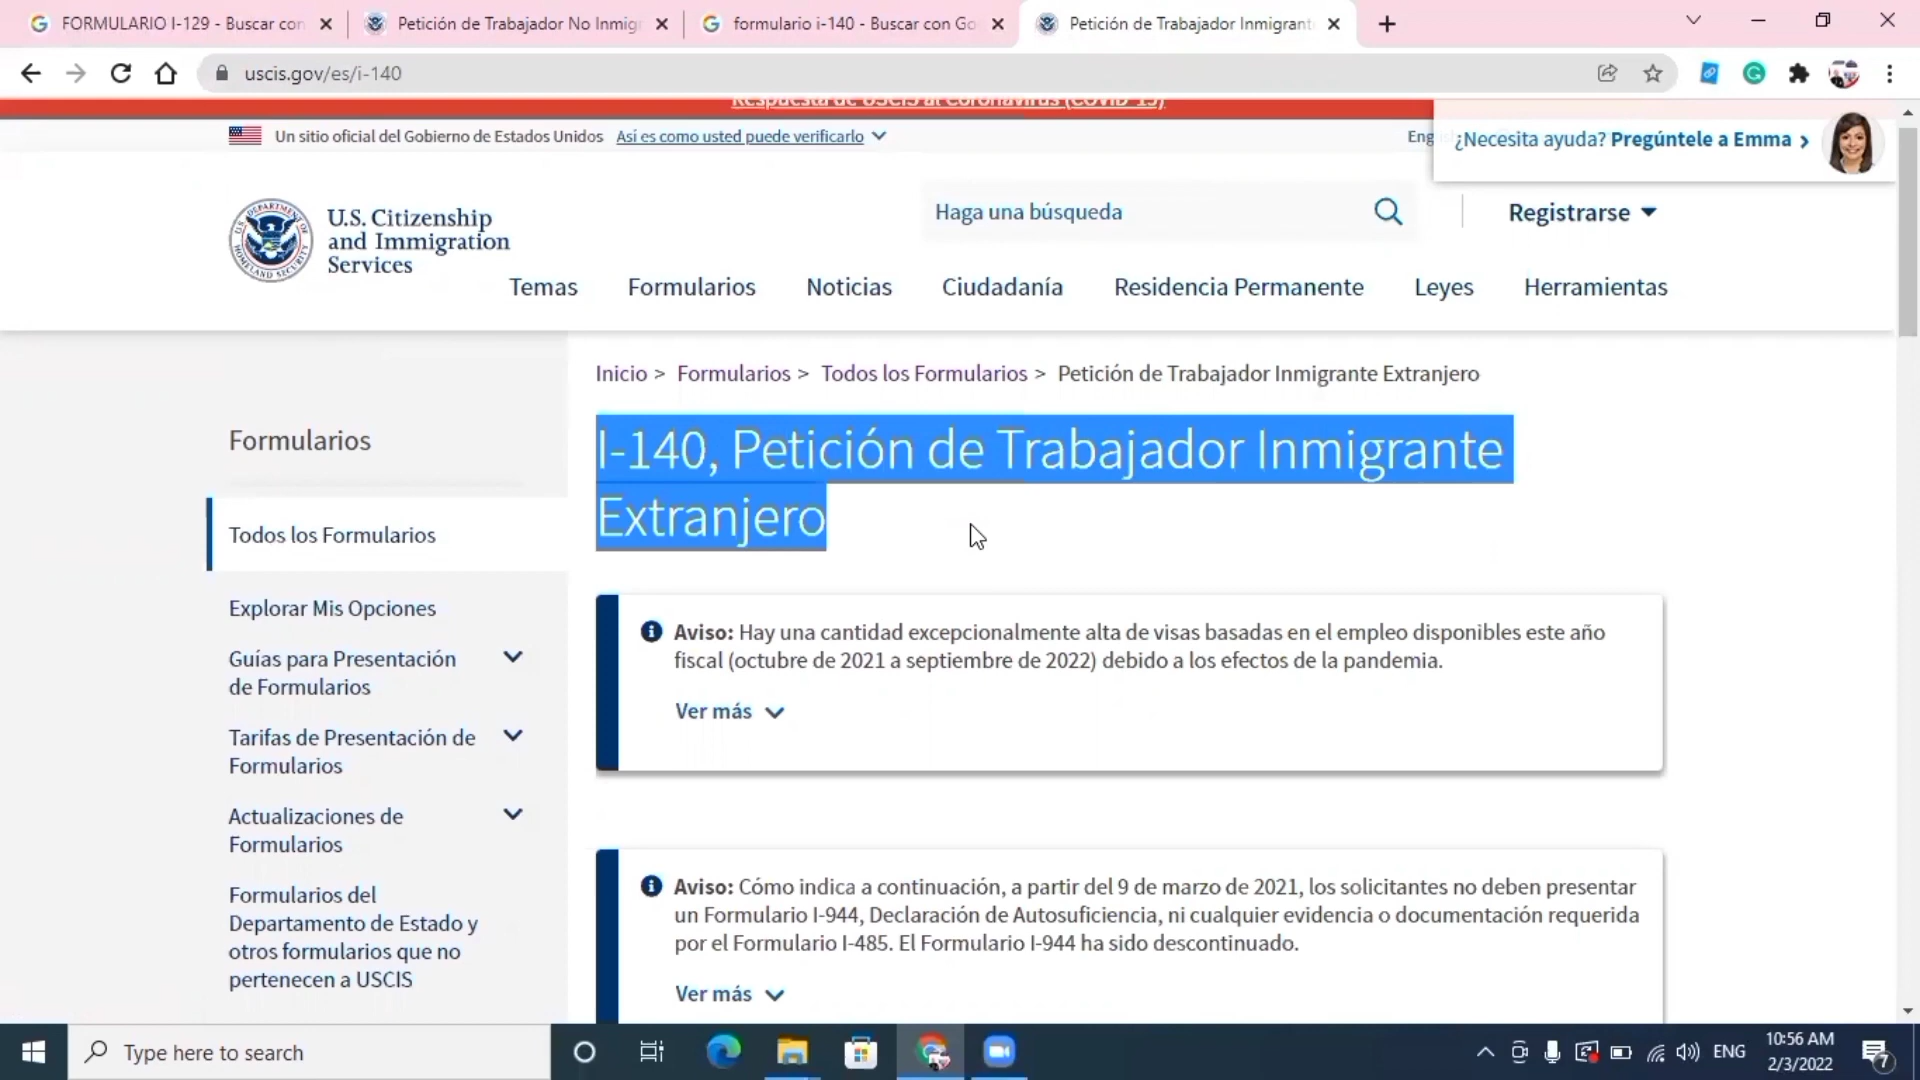 FORMULARIO I-129 - Buscar con
Petición de Trabajador No Inmig
formulario i-140 - Buscar con Go
Petición de Trabajador Inmigrant
uscis.gov/es/i-140
Respuesta de USCIS al Coronavirus (COVID-19)
Un sitio oficial del Gobierno de Estados Unidos Así es como usted puede verificarlo
Eng
¿Necesita ayuda? Pregúntele a Emma
U.S. Citizenship
and Immigration
Services
Haga una búsqueda
Registrarse
Temas Formularios Noticias Ciudadanía Residencia Permanente Leyes Herramientas
Inicio > Formularios > Todos los Formularios > Petición de Trabajador Inmigrante Extranjero
I-140, Petición de Trabajador Inmigrante
Extranjero
Formularios
Todos los Formularios
Explorar Mis Opciones
Guías para Presentación
de Formularios
Tarifas de Presentación de
Formularios
Actualizaciones de
Formularios
Formularios del
Departamento de Estado y
otros formularios que no
pertenecen a USCIS
Aviso: Hay una cantidad excepcionalmente alta de visas basadas en el empleo disponibles este año
fiscal (octubre de 2021 a septiembre de 2022) debido a los efectos de la pandemia.
Ver más
Aviso: Cómo indica a continuación, a partir del 9 de marzo de 2021, los solicitantes no deben presentar
un Formulario I-944, Declaración de Autosuficiencia, ni cualquier evidencia o documentación requerida
por el Formulario I-485. El Formulario I-944 ha sido descontinuado.
Ver más
Type here to search
ENG
10:56 AM
2/3/2022
7